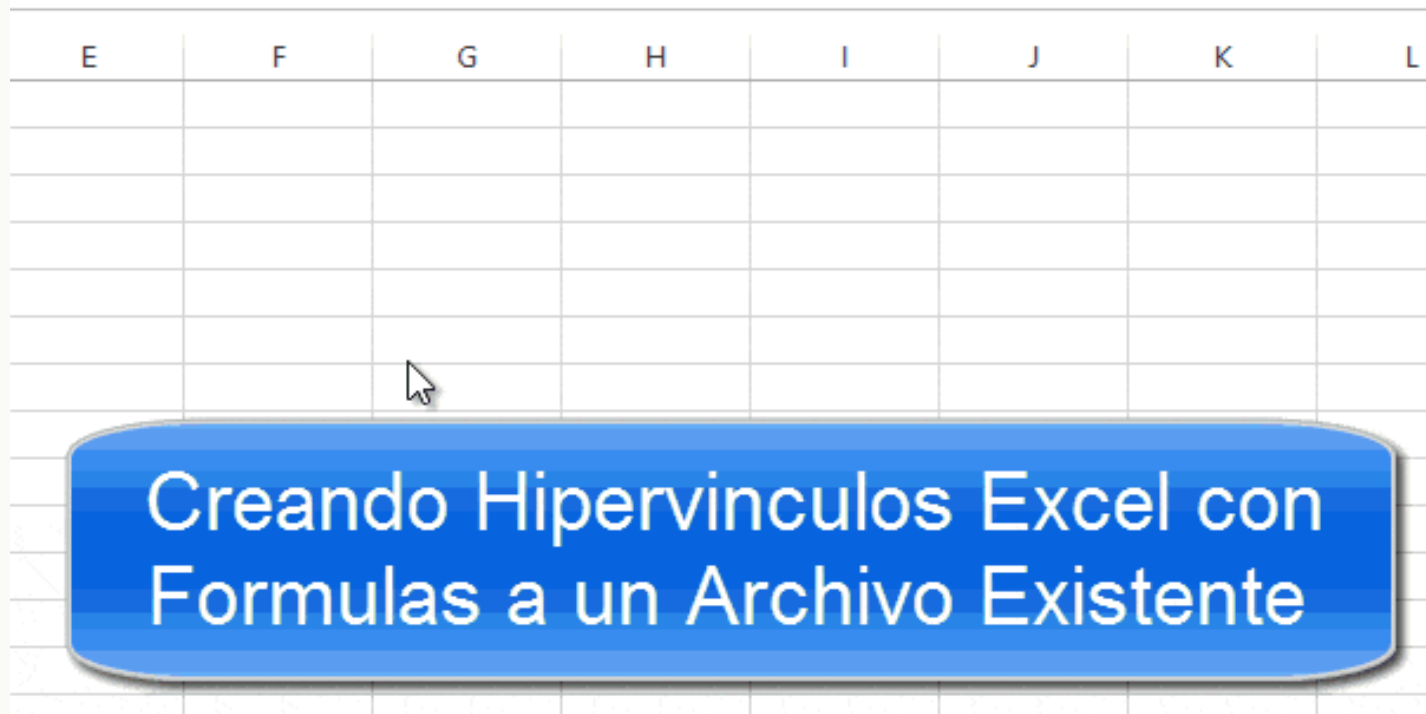 E F G H I J K L
Creando Hipervinculos Excel con
Formulas a un Archivo Existente